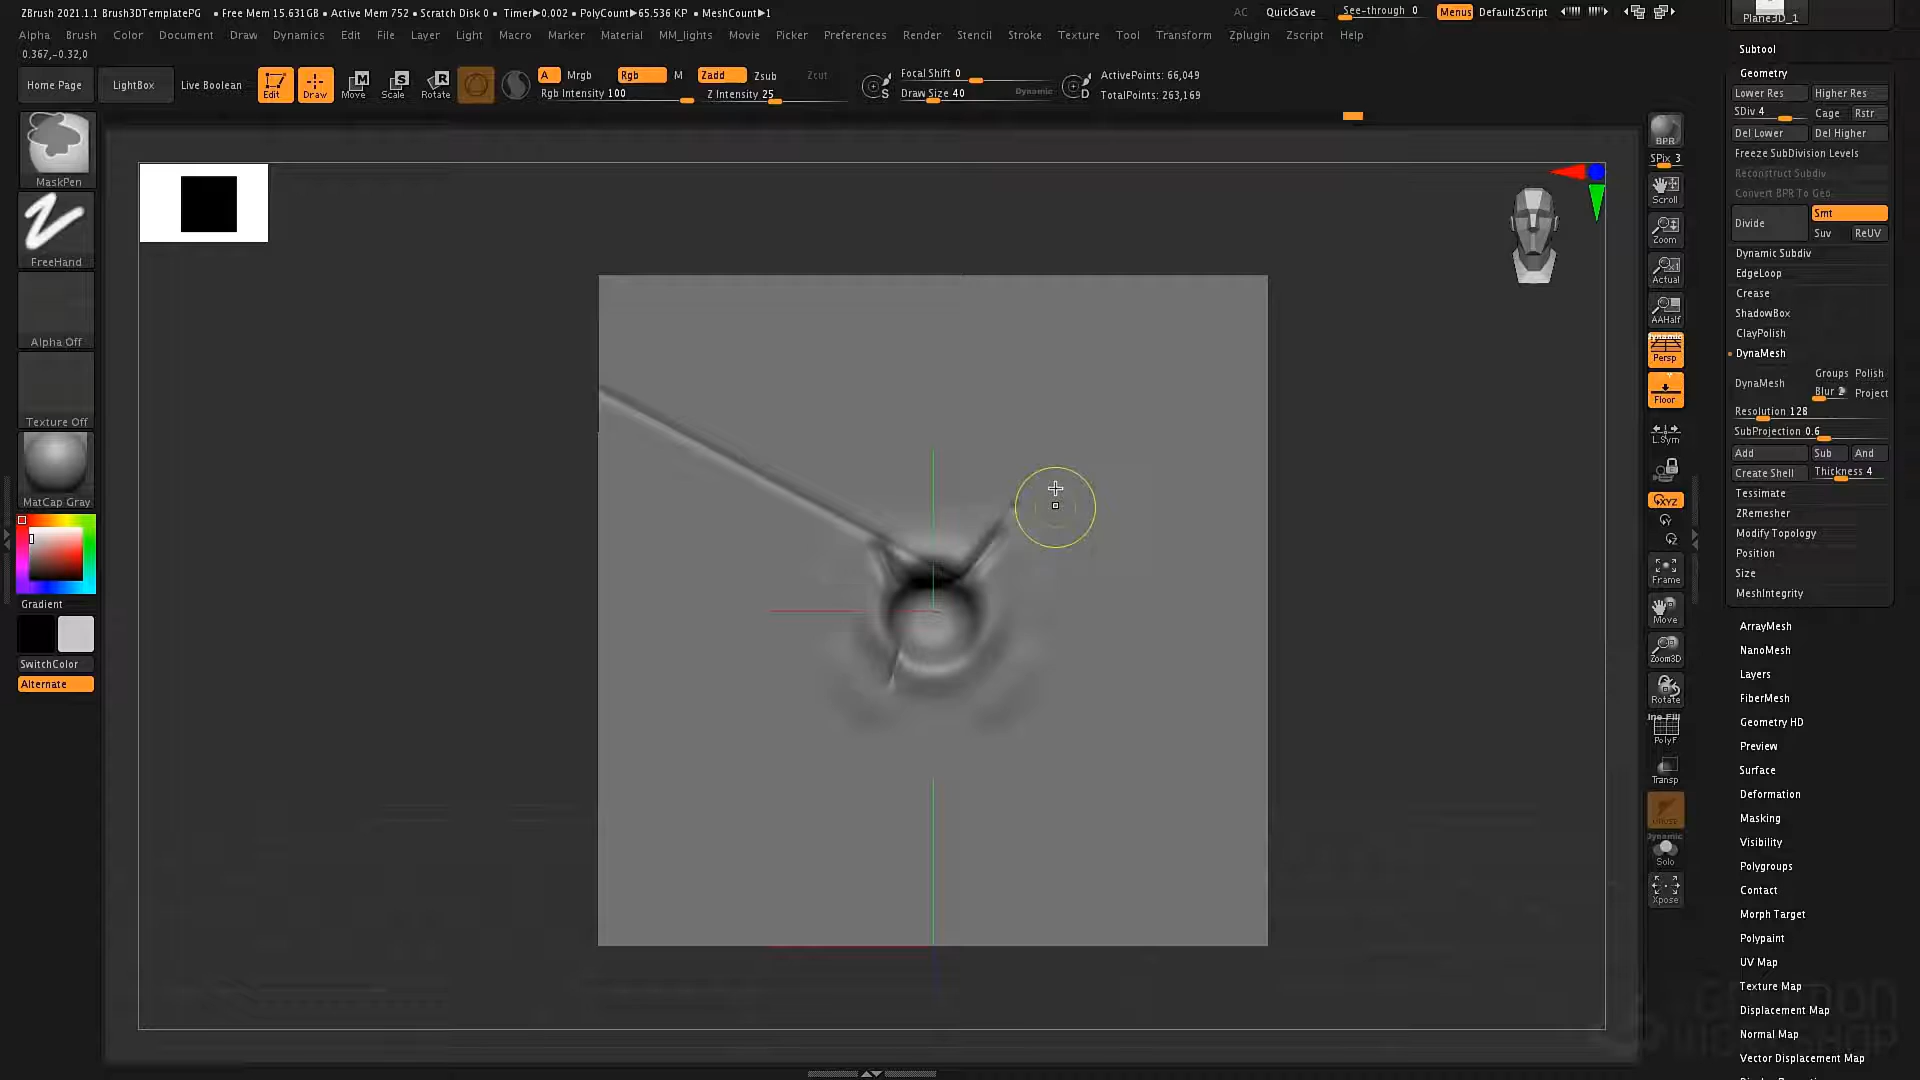 ZBrush 2021.1.1 Brush3DTemplatePG • Free Mem 15.631GB • Active Mem 752 • Scratch Disk 0 • Timer▶0.002 • PolyCount▶65.536 KP • MeshCount▶1
AC QuickSave See-through 0 Menus DefaultZScript
Alpha Brush Color Document Draw Dynamics Edit File Layer Light Macro Marker Material MM_lights Movie Picker Preferences Render Stencil Stroke Texture Tool Transform Zplugin Zscript Help
0.367,-0.32,0
Home Page LightBox Live Boolean Edit Draw Move Scale Rotate
A Mrgb Rgb M Zadd Zsub Zcut
Rgb Intensity 100 Z Intensity 25
S Focal Shift 0
Draw Size 40 Dynamic D
ActivePoints: 66,049
TotalPoints: 263,169
MaskPen
FreeHand
Alpha Off
Texture Off
MatCap Gray
Gradient
SwitchColor
Alternate
BPR
SPix 3
Scroll
Zoom
Actual
AAHalf
Dynamic
Persp
Floor
L.Sym
XYZ
Frame
Move
Zoom3D
Rotate
Line Fill
PolyF
Transp
Dynamic
Solo
Xpose
Plane3D_1
Subtool
Geometry
Lower Res Higher Res
SDiv 4 Cage Rstr
Del Lower Del Higher
Freeze SubDivision Levels
Reconstruct Subdiv
Convert BPR To Geo
Divide Smt
Suv ReUV
Dynamic Subdiv
EdgeLoop
Crease
ShadowBox
ClayPolish
DynaMesh
DynaMesh Groups Polish
Blur 2 Project
Resolution 128
SubProjection 0.6
Add Sub And
Create Shell Thickness 4
Tessimate
ZRemesher
Modify Topology
Position
Size
MeshIntegrity
ArrayMesh
NanoMesh
Layers
FiberMesh
Geometry HD
Preview
Surface
Deformation
Masking
Visibility
Polygroups
Contact
Morph Target
Polypaint
UV Map
Texture Map
Displacement Map
Normal Map
Vector Displacement Map